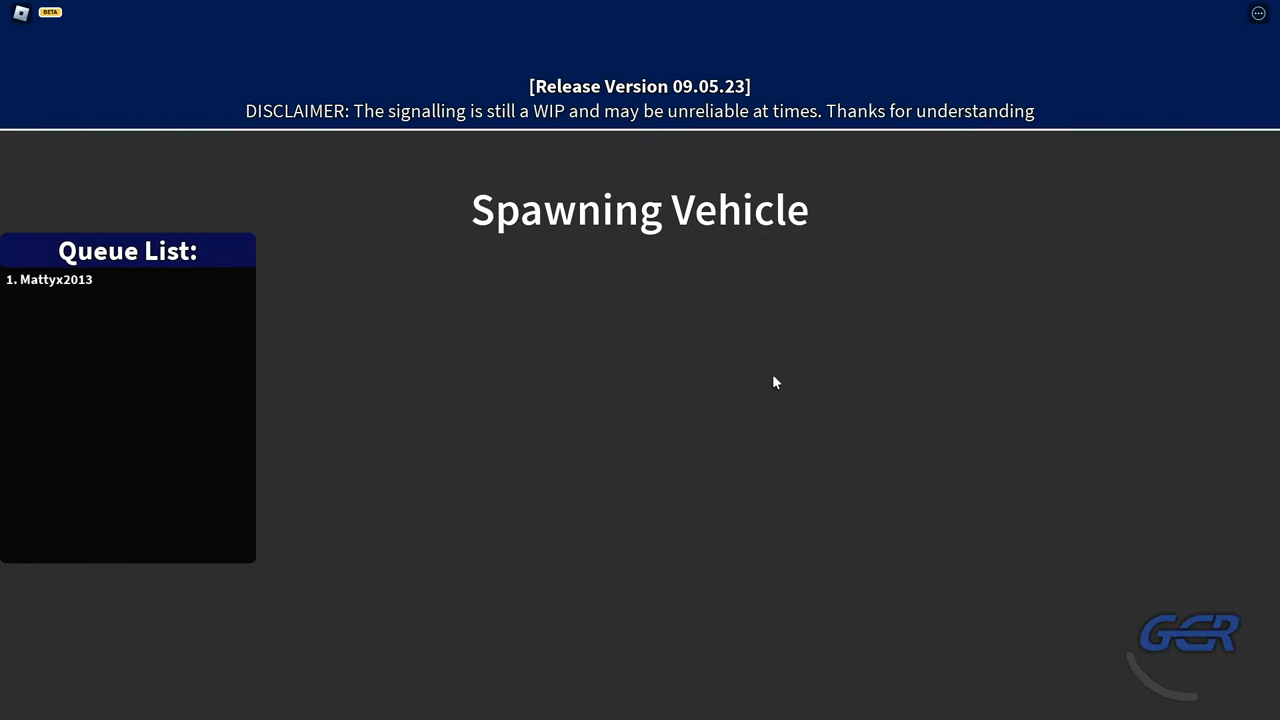 BETA
[Release Version 09.05.23]
DISCLAIMER: The signalling is still a WIP and may be unreliable at times. Thanks for understanding
Spawning Vehicle
Queue List:
1. Mattyx2013
GCR